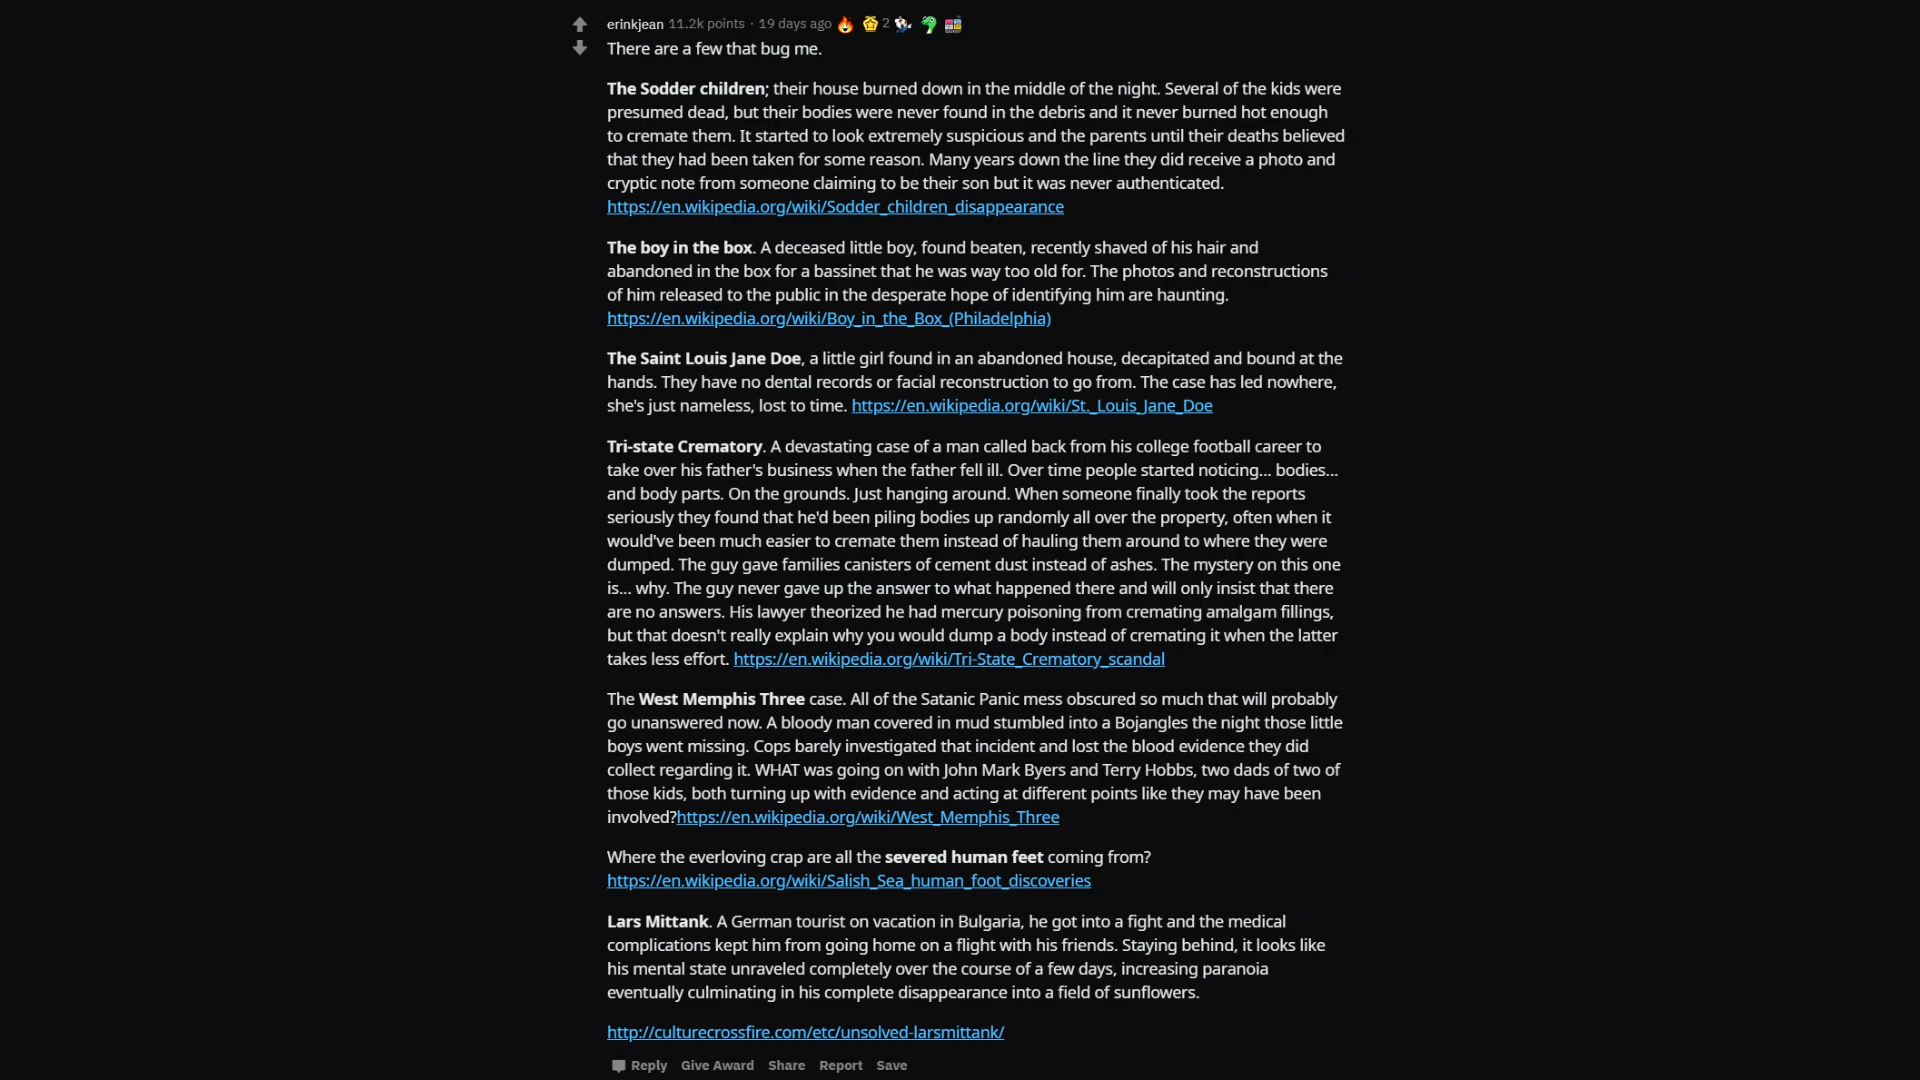 erinkjean 11.2k points · 19 days ago 2
There are a few that bug me.
The Sodder children; their house burned down in the middle of the night. Several of the kids were
presumed dead, but their bodies were never found in the debris and it never burned hot enough
to cremate them. It started to look extremely suspicious and the parents until their deaths believed
that they had been taken for some reason. Many years down the line they did receive a photo and
cryptic note from someone claiming to be their son but it was never authenticated.
https://en.wikipedia.org/wiki/Sodder_children_disappearance
The boy in the box. A deceased little boy, found beaten, recently shaved of his hair and
abandoned in the box for a bassinet that he was way too old for. The photos and reconstructions
of him released to the public in the desperate hope of identifying him are haunting.
https://en.wikipedia.org/wiki/Boy_in_the_Box_(Philadelphia)
The Saint Louis Jane Doe, a little girl found in an abandoned house, decapitated and bound at the
hands. They have no dental records or facial reconstruction to go from. The case has led nowhere,
she's just nameless, lost to time. https://en.wikipedia.org/wiki/St._Louis_Jane_Doe
Tri-state Crematory. A devastating case of a man called back from his college football career to
take over his father's business when the father fell ill. Over time people started noticing... bodies...
and body parts. On the grounds. Just hanging around. When someone finally took the reports
seriously they found that he'd been piling bodies up randomly all over the property, often when it
would've been much easier to cremate them instead of hauling them around to where they were
dumped. The guy gave families canisters of cement dust instead of ashes. The mystery on this one
is... why. The guy never gave up the answer to what happened there and will only insist that there
are no answers. His lawyer theorized he had mercury poisoning from cremating amalgam fillings,
but that doesn't really explain why you would dump a body instead of cremating it when the latter
takes less effort. https://en.wikipedia.org/wiki/Tri-State_Crematory_scandal
The West Memphis Three case. All of the Satanic Panic mess obscured so much that will probably
go unanswered now. A bloody man covered in mud stumbled into a Bojangles the night those little
boys went missing. Cops barely investigated that incident and lost the blood evidence they did
collect regarding it. WHAT was going on with John Mark Byers and Terry Hobbs, two dads of two of
those kids, both turning up with evidence and acting at different points like they may have been
involved?https://en.wikipedia.org/wiki/West_Memphis_Three
Where the everloving crap are all the severed human feet coming from?
https://en.wikipedia.org/wiki/Salish_Sea_human_foot_discoveries
Lars Mittank. A German tourist on vacation in Bulgaria, he got into a fight and the medical
complications kept him from going home on a flight with his friends. Staying behind, it looks like
his mental state unraveled completely over the course of a few days, increasing paranoia
eventually culminating in his complete disappearance into a field of sunflowers.
http://culturecrossfire.com/etc/unsolved-larsmittank/
Reply Give Award Share Report Save